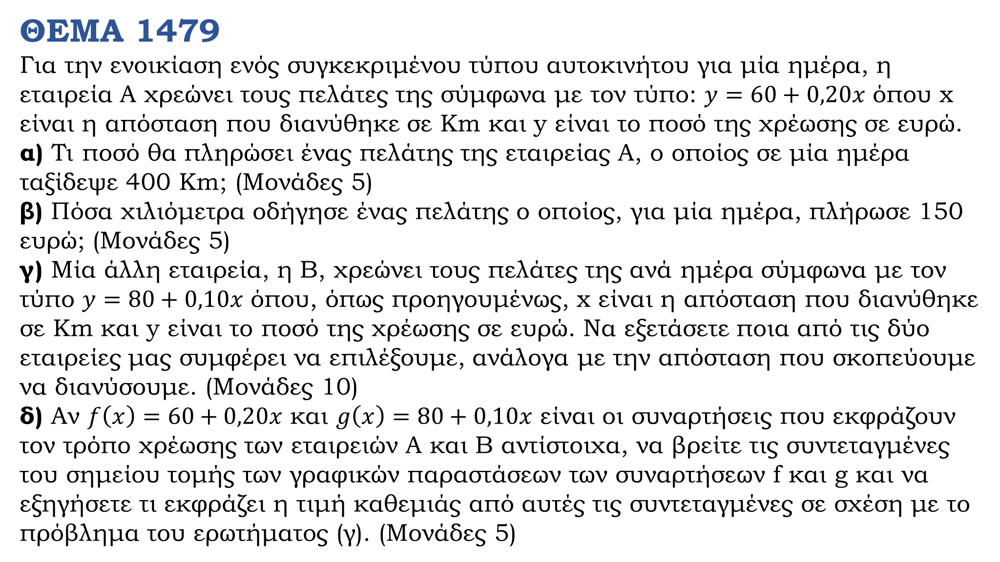 ΘΕΜΑ 1479
Για την ενοικίαση ενός συγκεκριμένου τύπου αυτοκινήτου για μία ημέρα, η
εταιρεία Α χρεώνει τους πελάτες της σύμφωνα με τον τύπο: y = 60 + 0,20x όπου x
είναι η απόσταση που διανύθηκε σε Km και y είναι το ποσό της χρέωσης σε ευρώ.
α) Τι ποσό θα πληρώσει ένας πελάτης της εταιρείας Α, ο οποίος σε μία ημέρα
ταξίδεψε 400 Km; (Μονάδες 5)
β) Πόσα χιλιόμετρα οδήγησε ένας πελάτης ο οποίος, για μία ημέρα, πλήρωσε 150
ευρώ; (Μονάδες 5)
γ) Μία άλλη εταιρεία, η Β, χρεώνει τους πελάτες της ανά ημέρα σύμφωνα με τον
τύπο y = 80 + 0,10x όπου, όπως προηγουμένως, x είναι η απόσταση που διανύθηκε
σε Km και y είναι το ποσό της χρέωσης σε ευρώ. Να εξετάσετε ποια από τις δύο
εταιρείες μας συμφέρει να επιλέξουμε, ανάλογα με την απόσταση που σκοπεύουμε
να διανύσουμε. (Μονάδες 10)
δ) Αν f(x) = 60 + 0,20x και g(x) = 80 + 0,10x είναι οι συναρτήσεις που εκφράζουν
τον τρόπο χρέωσης των εταιρειών Α και Β αντίστοιχα, να βρείτε τις συντεταγμένες
του σημείου τομής των γραφικών παραστάσεων των συναρτήσεων f και g και να
εξηγήσετε τι εκφράζει η τιμή καθεμιάς από αυτές τις συντεταγμένες σε σχέση με το
πρόβλημα του ερωτήματος (γ). (Μονάδες 5)